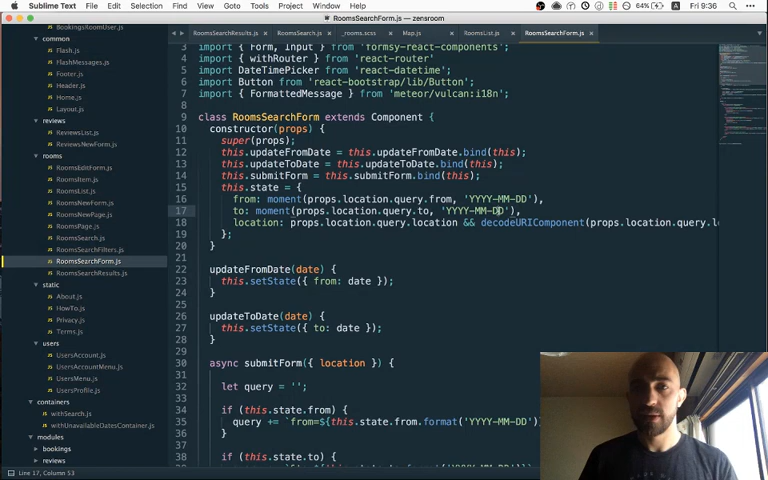 Sublime Text File Edit Selection Find View Goto Tools Project Window Help 64% Fri 9:36
RoomsSearchForm.js — zensroom
RoomsSearchResults.js RoomsSearch.js _rooms.scss Map.js RoomsList.js RoomsSearchForm.js
BookingsRoomUser.js
common
Flash.js
FlashMessages.js
Footer.js
Header.js
Home.js
Layout.js
reviews
ReviewsList.js
ReviewsNewForm.js
rooms
RoomsEditForm.js
RoomsItem.js
RoomsList.js
RoomsNewForm.js
RoomsNewPage.js
RoomsPage.js
RoomsSearch.js
RoomsSearchFilters.js
RoomsSearchForm.js
RoomsSearchResults.js
static
About.js
HowTo.js
Privacy.js
Terms.js
users
UsersAccount.js
UsersAccountMenu.js
UsersMenu.js
UsersProfile.js
containers
withSearch.js
withUnavailableDatesContainer.js
modules
bookings
reviews
3 import { Form, Input } from 'formsy-react-components';
4 import { withRouter } from 'react-router'
5 import DateTimePicker from 'react-datetime';
6 import Button from 'react-bootstrap/lib/Button';
7 import { FormattedMessage } from 'meteor/vulcan:i18n';
8
9 class RoomsSearchForm extends Component {
10 constructor(props) {
11 super(props);
12 this.updateFromDate = this.updateFromDate.bind(this);
13 this.updateToDate = this.updateToDate.bind(this);
14 this.submitForm = this.submitForm.bind(this);
15 this.state = {
16 from: moment(props.location.query.from, 'YYYY-MM-DD'),
17 to: moment(props.location.query.to, 'YYYY-MM-DD'),
18 location: props.location.query.location && decodeURIComponent(props.location.query.lo
19 };
20 }
21
22 updateFromDate(date) {
23 this.setState({ from: date });
24 }
25
26 updateToDate(date) {
27 this.setState({ to: date });
28 }
29
30 async submitForm({ location }) {
31
32 let query = '';
33
34 if (this.state.from) {
35 query += `from=${this.state.from.format('YYYY-MM-DD')
36 }
37
38 if (this.state.to) {
Line 17, Column 53